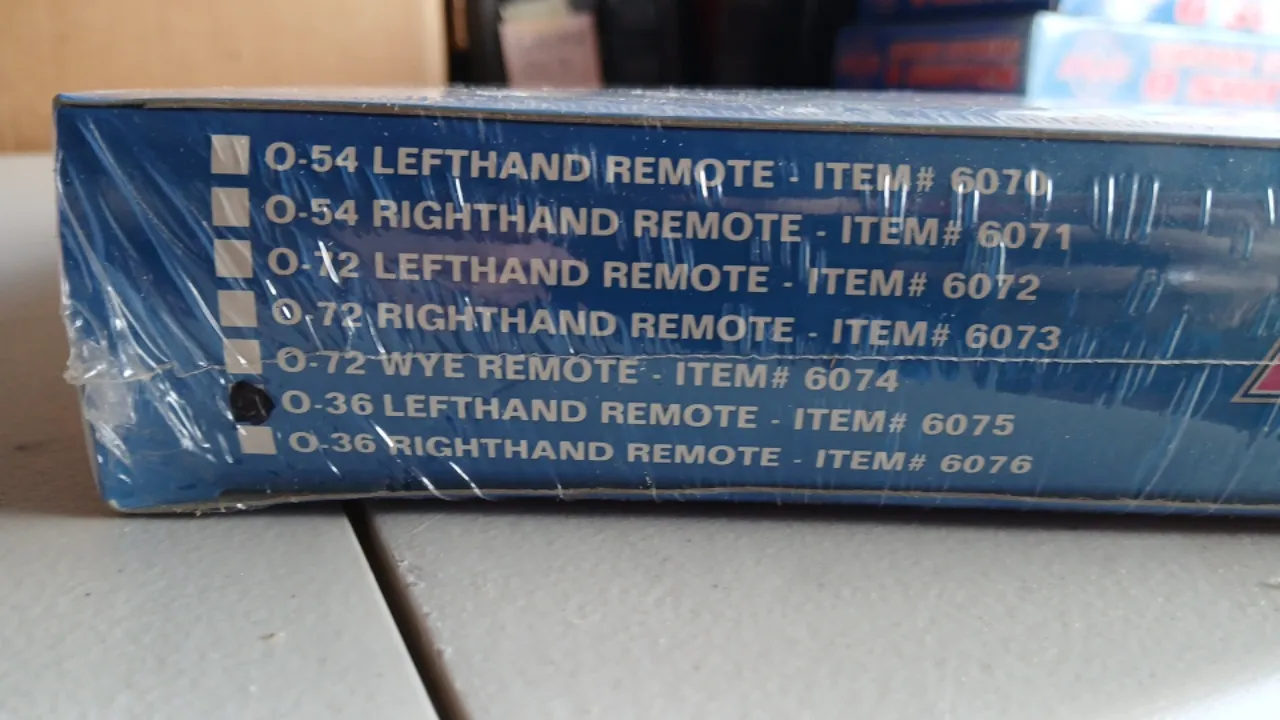 O-54 LEFTHAND REMOTE - ITEM# 6070
O-54 RIGHTHAND REMOTE - ITEM# 6071
O-72 LEFTHAND REMOTE - ITEM# 6072
O-72 RIGHTHAND REMOTE - ITEM# 6073
O-72 WYE REMOTE - ITEM# 6074
O-36 LEFTHAND REMOTE - ITEM# 6075
O-36 RIGHTHAND REMOTE - ITEM# 6076